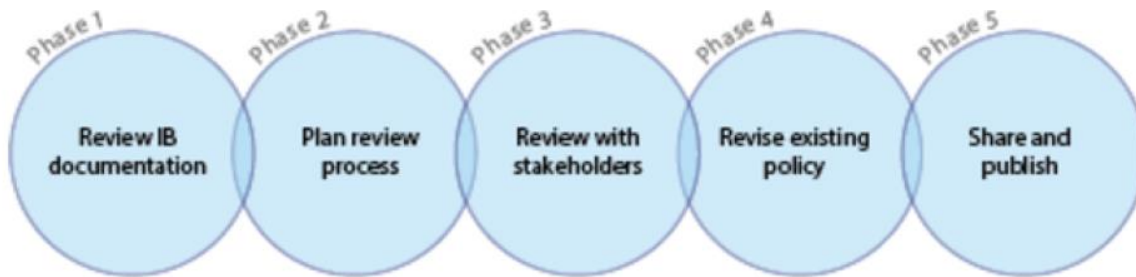 Phase 1
Review IB
documentation
Phase 2
Plan review
process
Phase 3
Review with
stakeholders
Phase 4
Revise existing
policy
Phase 5
Share and
publish